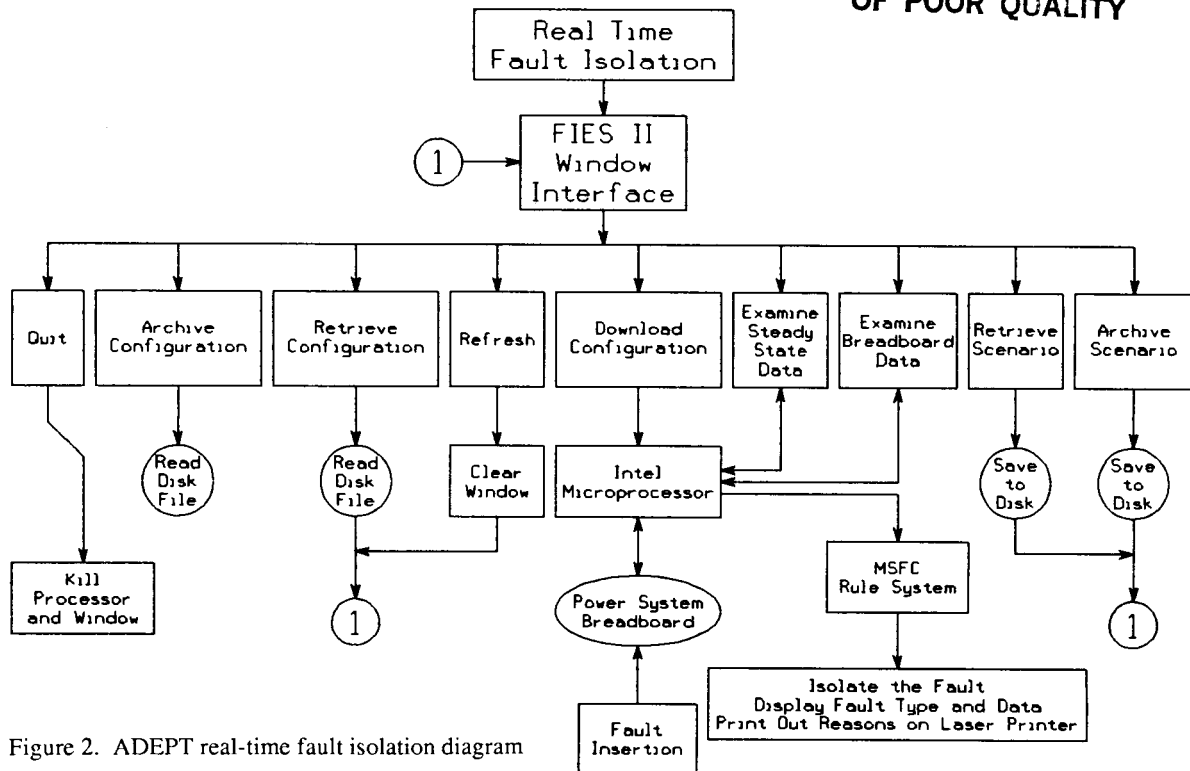 OF POOR QUALITY
Real Time
Fault Isolation
FIES II
Window
Interface
1
Quit
Archive
Configuration
Retrieve
Configuration
Refresh
Download
Configuration
Examine
Steady
State
Data
Examine
Breadboard
Data
Retrieve
Scenario
Archive
Scenario
Read
Disk
File
Read
Disk
File
Clear
Window
Intel
Microprocessor
Save
to
Disk
Save
to
Disk
Kill
Processor
and Window
1
Power System
Breadboard
MSFC
Rule System
1
Isolate the Fault
Display Fault Type and Data
Print Out Reasons on Laser Printer
Fault
Insertion
Figure 2. ADEPT real-time fault isolation diagram